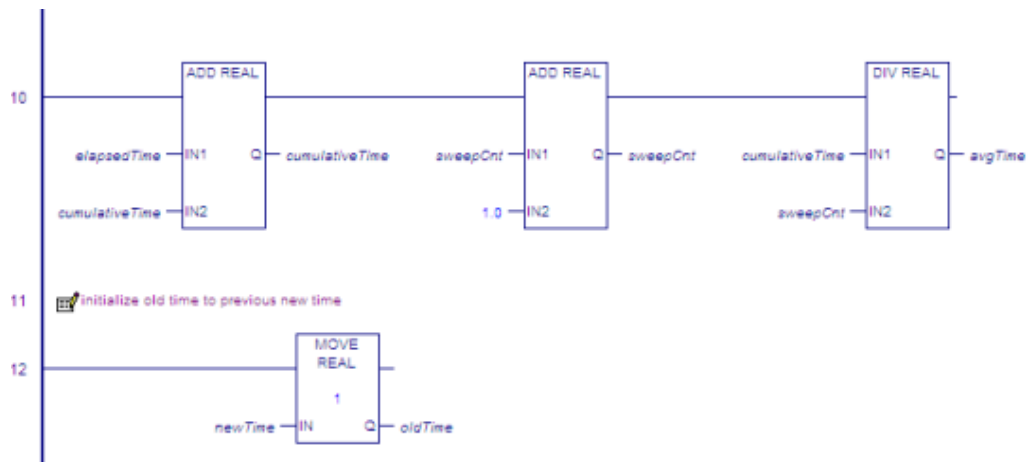 ADD REAL ADD REAL DIV REAL
10
elapsedTime IN1 Q cumulativeTime sweepCnt IN1 Q sweepCnt cumulativeTime IN1 Q avgTime
cumulativeTime IN2 1.0 IN2 sweepCnt IN2
11 initialize old time to previous new time
MOVE
12 REAL
1
newTime IN Q oldTime